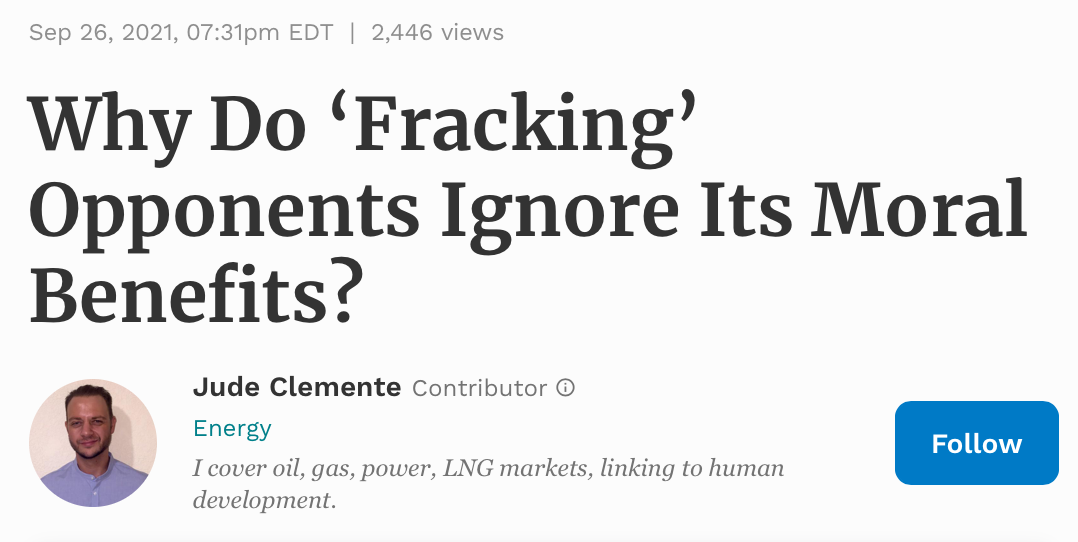 Sep 26, 2021, 07:31pm EDT | 2,446 views
Why Do ‘Fracking’
Opponents Ignore Its Moral
Benefits?
Jude Clemente Contributor ⓘ
Energy
I cover oil, gas, power, LNG markets, linking to human
development.
Follow